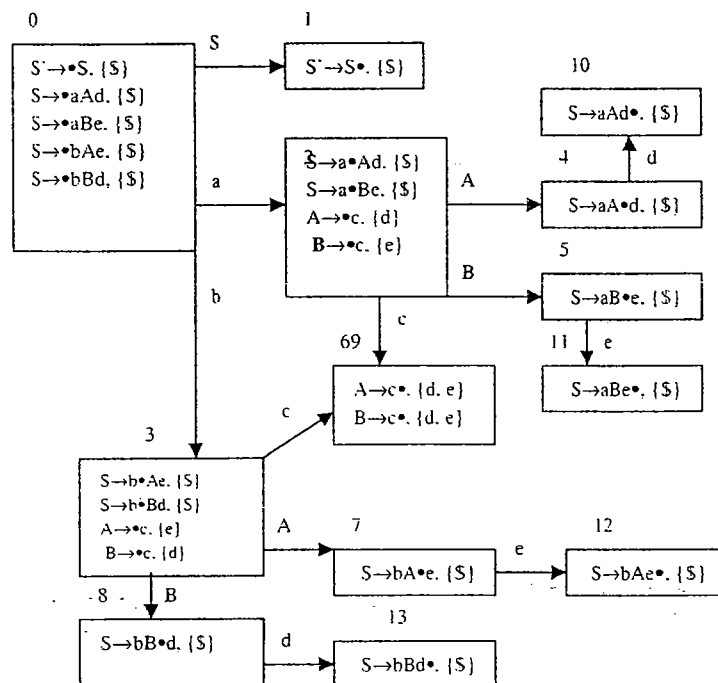 0
S'→•S. {$}
S→•aAd. {$}
S→•aBe. {$}
S→•bAe. {$}
S→•bBd, {$}
S
1
S'→S•. {$}
a
2
S→a•Ad. {$}
S→a•Be. {$}
A→•c. {d}
B→•c. {e}
A
4
S→aA•d. {$}
d
10
S→aAd•. {$}
B
5
S→aB•e. {$}
e
11
S→aBe•, {$}
c
69
A→c•. {d. e}
B→c•. {d. e}
b
3
S→b•Ae. {$}
S→b•Bd. {$}
A→•c. {e}
B→•c. {d}
c
A
7
S→bA•e. {$}
e
12
S→bAe•. {$}
8
B
S→bB•d, {$}
d
13
S→bBd•. {$}